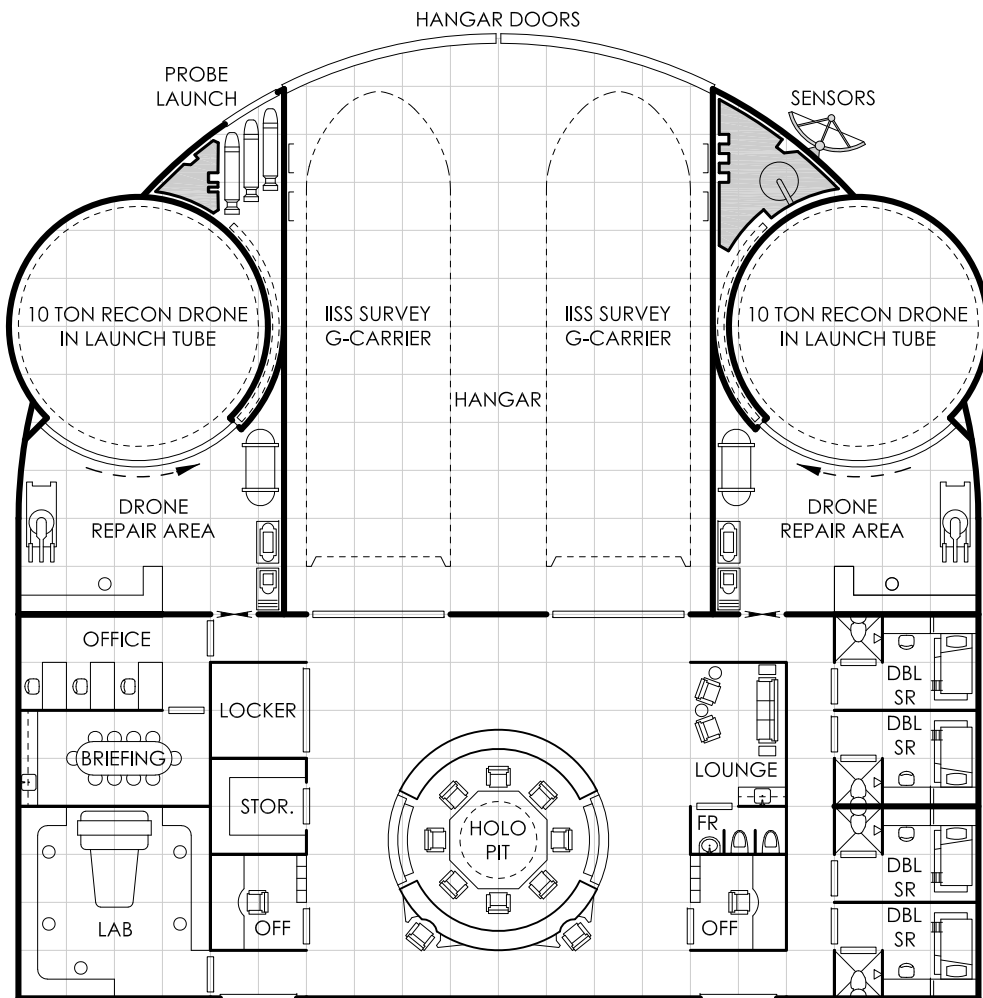 HANGAR DOORS
PROBE
LAUNCH
SENSORS
10 TON RECON DRONE
IN LAUNCH TUBE
IISS SURVEY
G-CARRIER
IISS SURVEY
G-CARRIER
10 TON RECON DRONE
IN LAUNCH TUBE
HANGAR
DRONE
REPAIR AREA
DRONE
REPAIR AREA
OFFICE
LOCKER
BRIEFING
STOR.
LAB
OFF
HOLO
PIT
LOUNGE
FR
OFF
DBL
SR
DBL
SR
DBL
SR
DBL
SR